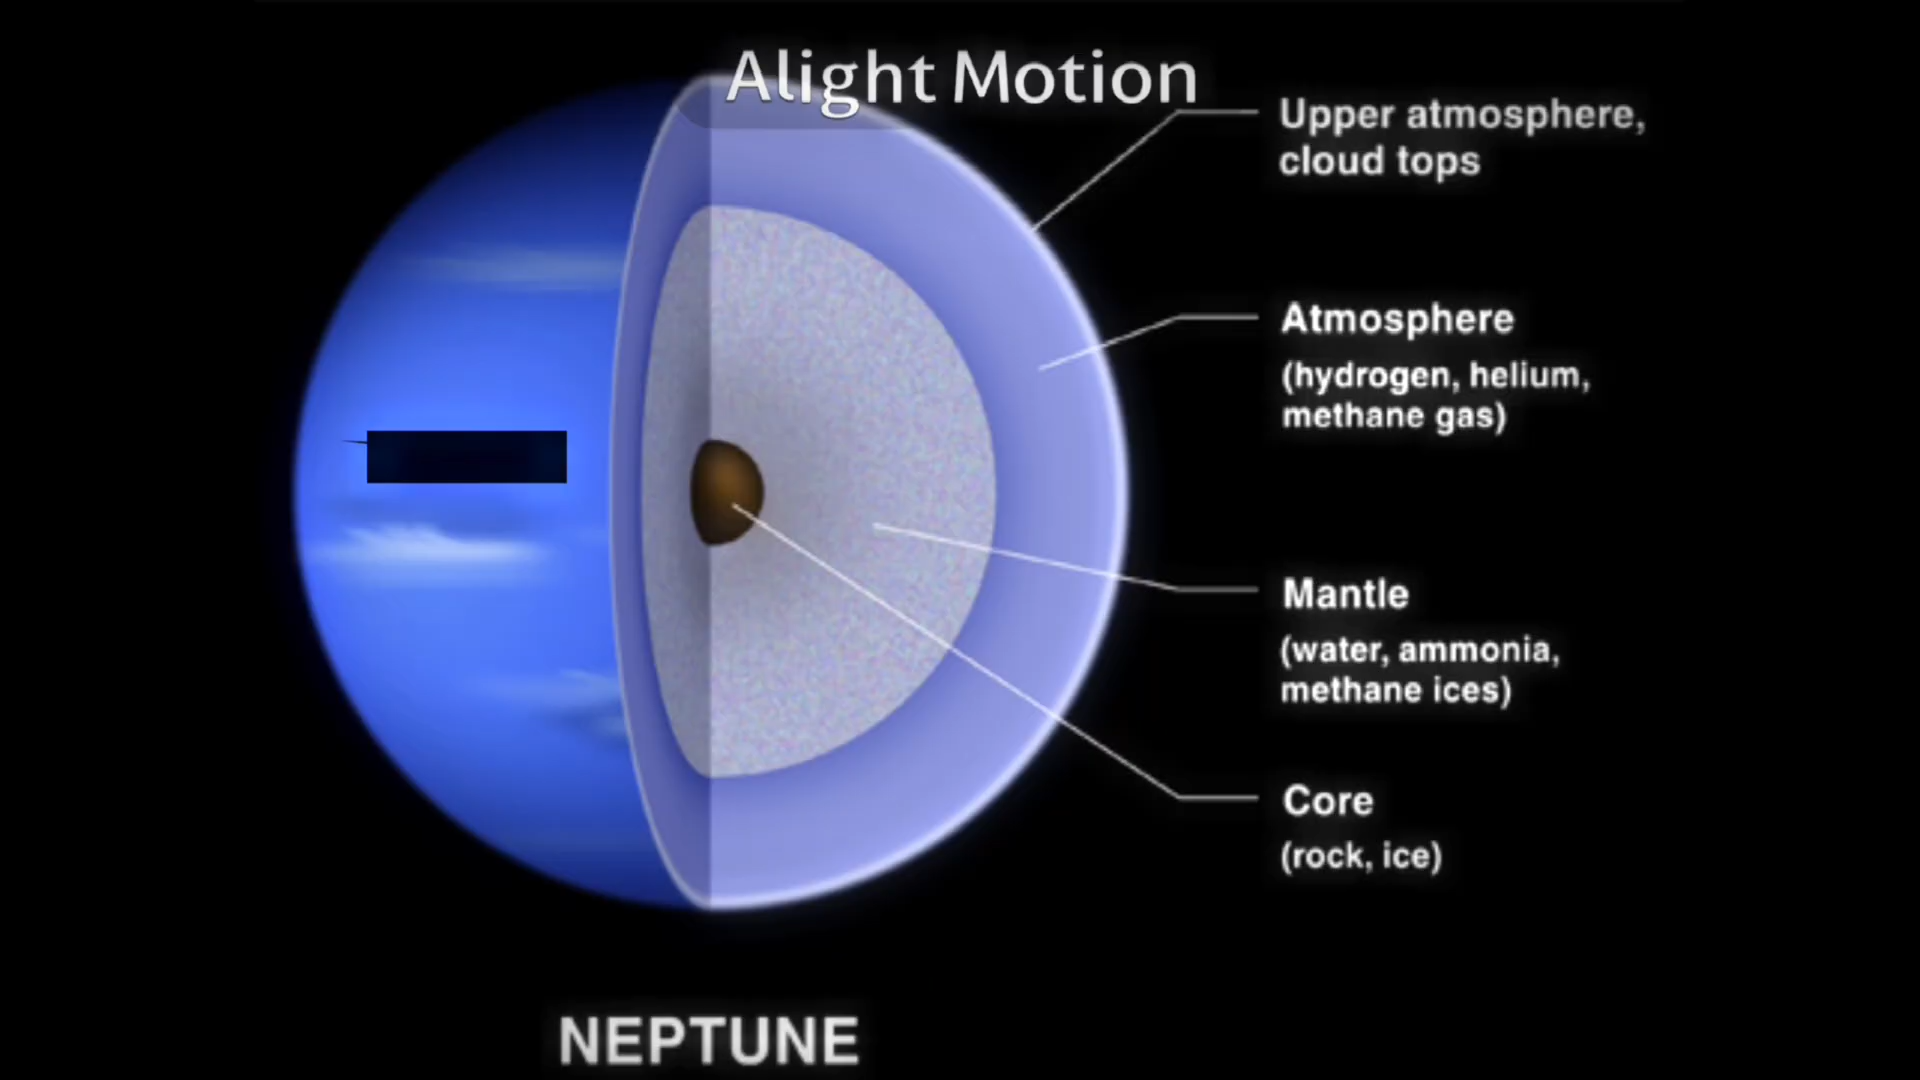 Alight Motion
Upper atmosphere,
cloud tops
Atmosphere
(hydrogen, helium,
methane gas)
Mantle
(water, ammonia,
methane ices)
Core
(rock, ice)
NEPTUNE